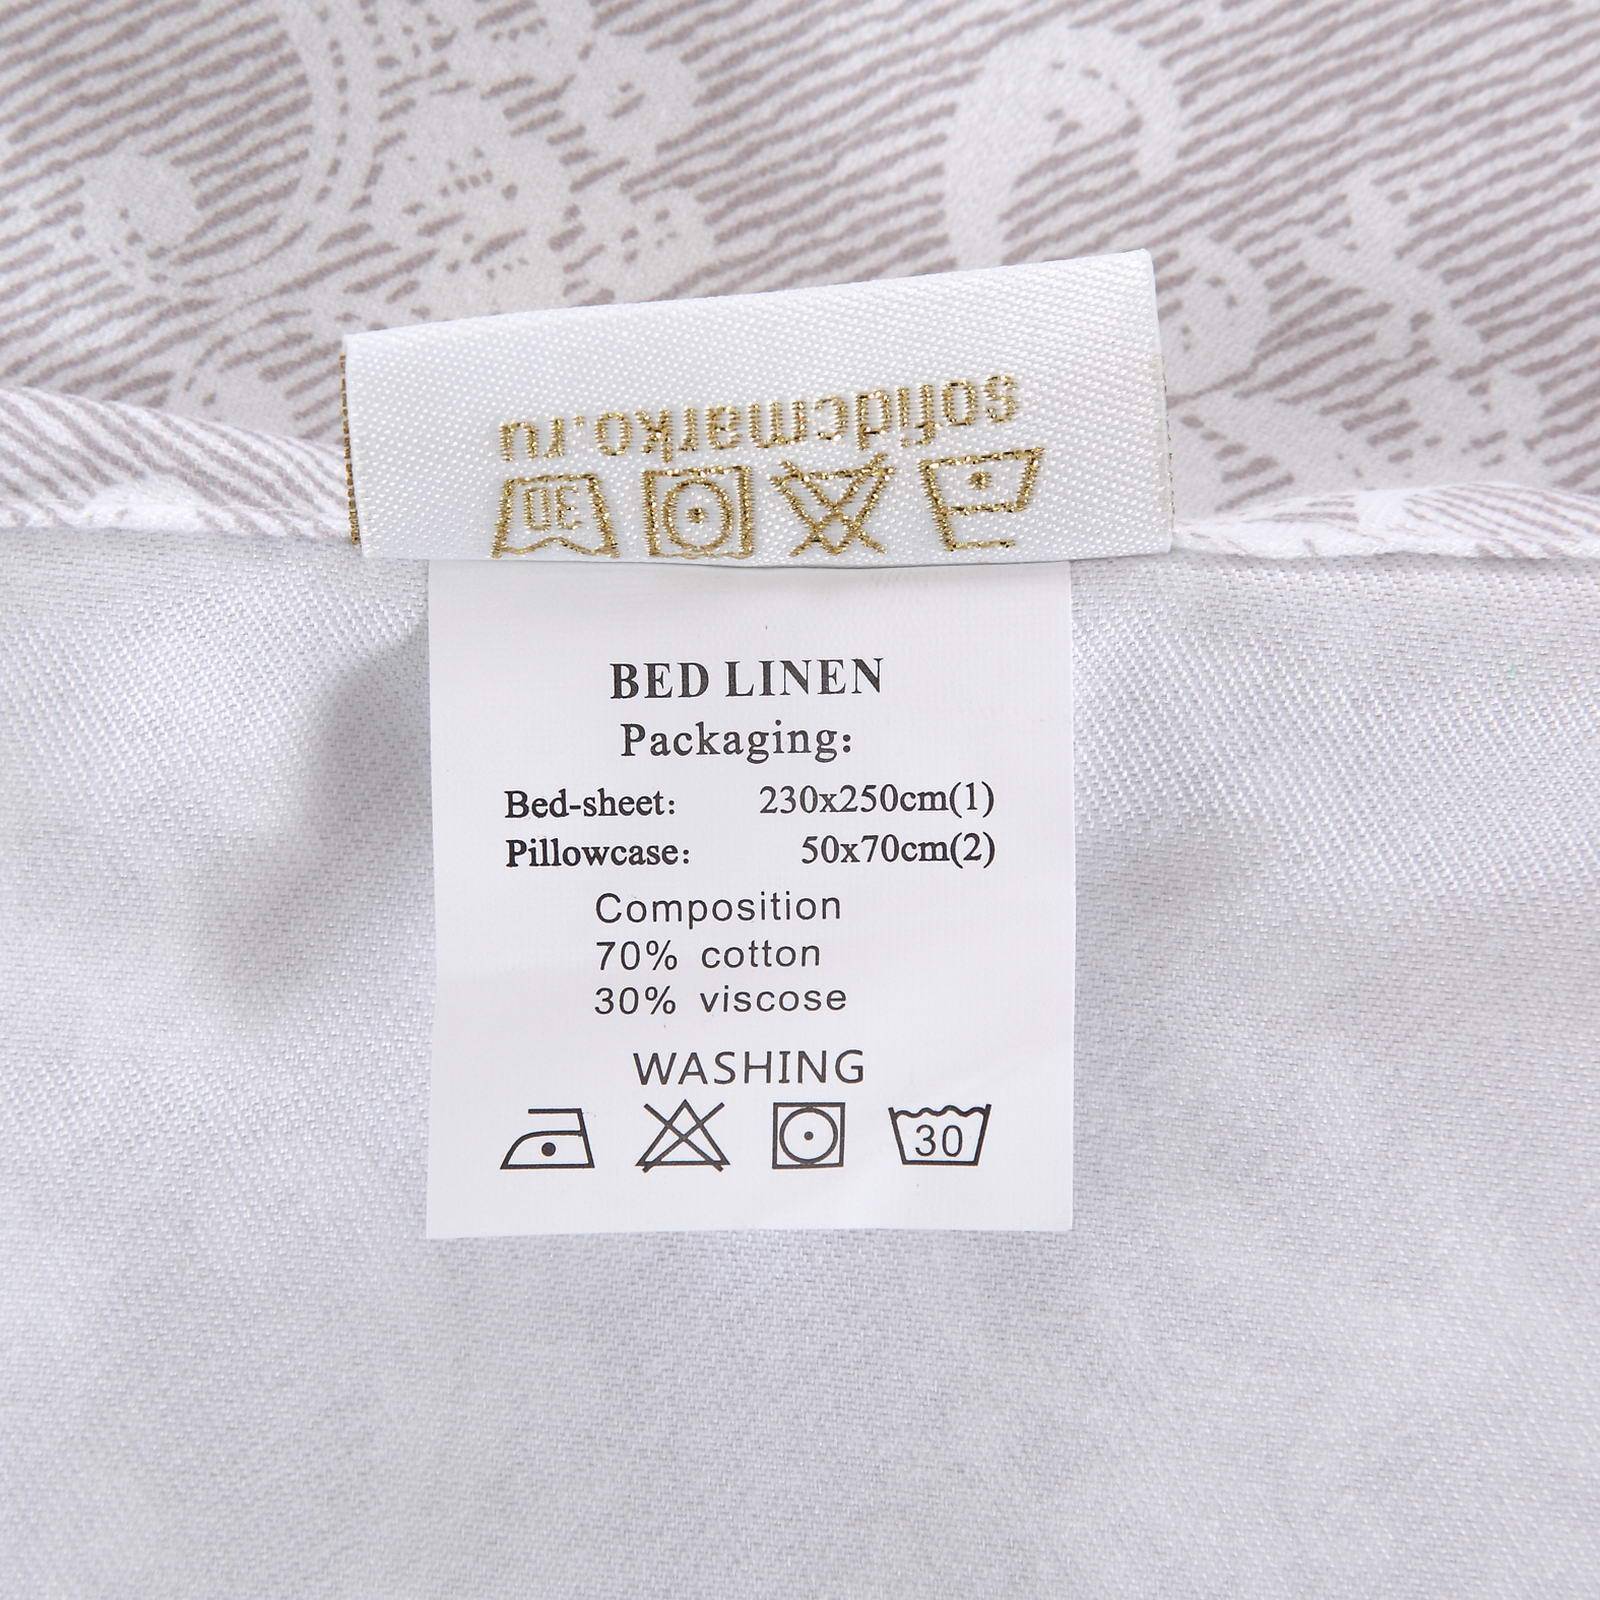 sofidemarko.ru
30
BED LINEN
Packaging:
Bed-sheet: 230x250cm(1)
Pillowcase: 50x70cm(2)
Composition
70% cotton
30% viscose
WASHING
30